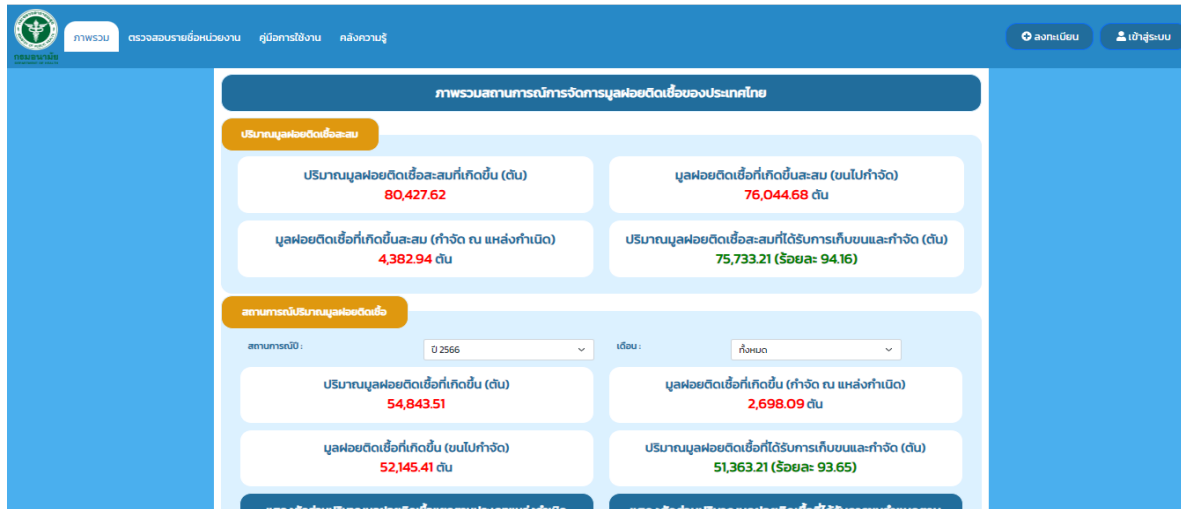 ภาพรวม
ตรวจสอบรายชื่อหน่วยงาน
คู่มือการใช้งาน
คลังความรู้
ลงทะเบียน
เข้าสู่ระบบ
กรมอนามัย
ภาพรวมสถานการณ์การจัดการมูลฝอยติดเชื้อของประเทศไทย
ปริมาณมูลฝอยติดเชื้อสะสม
ปริมาณมูลฝอยติดเชื้อสะสมที่เกิดขึ้น (ตัน)
80,427.62
มูลฝอยติดเชื้อที่เกิดขึ้นสะสม (ขนไปกำจัด)
76,044.68 ตัน
มูลฝอยติดเชื้อที่เกิดขึ้นสะสม (กำจัด ณ แหล่งกำเนิด)
4,382.94 ตัน
ปริมาณมูลฝอยติดเชื้อสะสมที่ได้รับการเก็บขนและกำจัด (ตัน)
75,733.21 (ร้อยละ 94.16)
สถานการณ์ปริมาณมูลฝอยติดเชื้อ
สถานการณ์ปี :
ปี 2566
เดือน :
ทั้งหมด
ปริมาณมูลฝอยติดเชื้อที่เกิดขึ้น (ตัน)
54,843.51
มูลฝอยติดเชื้อที่เกิดขึ้น (กำจัด ณ แหล่งกำเนิด)
2,698.09 ตัน
มูลฝอยติดเชื้อที่เกิดขึ้น (ขนไปกำจัด)
52,145.41 ตัน
ปริมาณมูลฝอยติดเชื้อที่ได้รับการเก็บขนและกำจัด (ตัน)
51,363.21 (ร้อยละ 93.65)